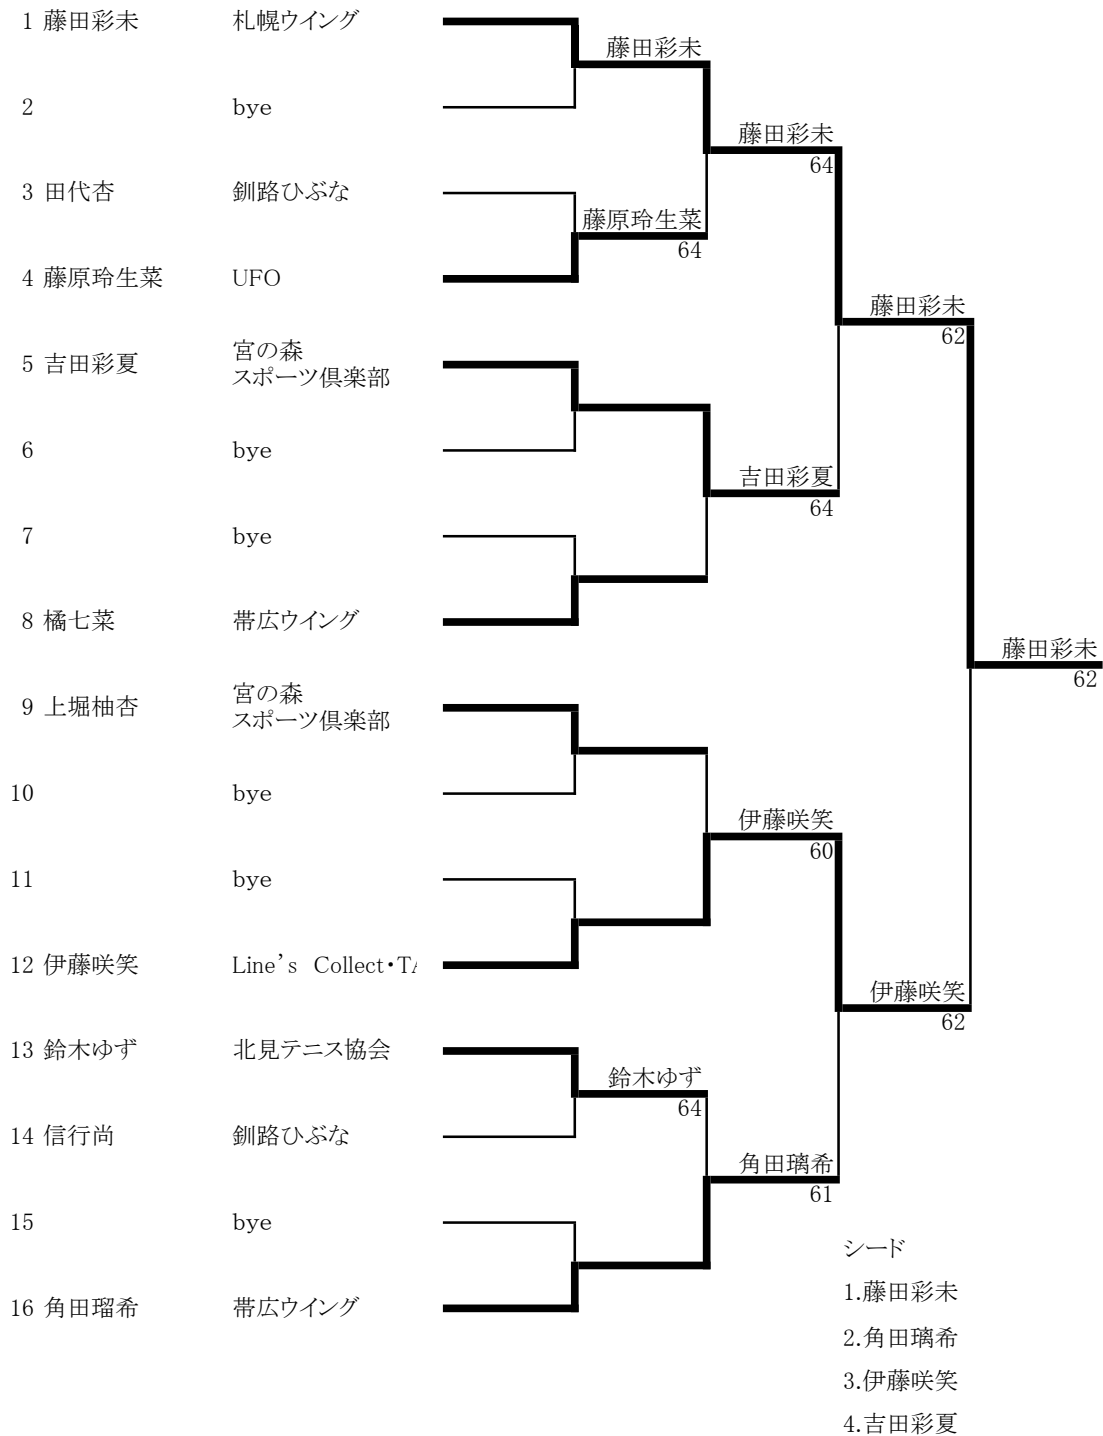 1 藤田彩未 札幌ウイング
藤田彩未
2 bye
藤田彩未
64
3 田代杏 釧路ひぶな
藤原玲生菜
64
4 藤原玲生菜 UFO
藤田彩未
62
5 吉田彩夏 宮の森
スポーツ倶楽部
6 bye
吉田彩夏
64
7 bye
8 橘七菜 帯広ウイング
藤田彩未
62
9 上堀柚杏 宮の森
スポーツ倶楽部
10 bye
伊藤咲笑
60
11 bye
12 伊藤咲笑 Line's Collect・TA
伊藤咲笑
62
13 鈴木ゆず 北見テニス協会
鈴木ゆず
64
14 信行尚 釧路ひぶな
角田璃希
61
15 bye
16 角田瑠希 帯広ウイング
シード
1.藤田彩未
2.角田璃希
3.伊藤咲笑
4.吉田彩夏